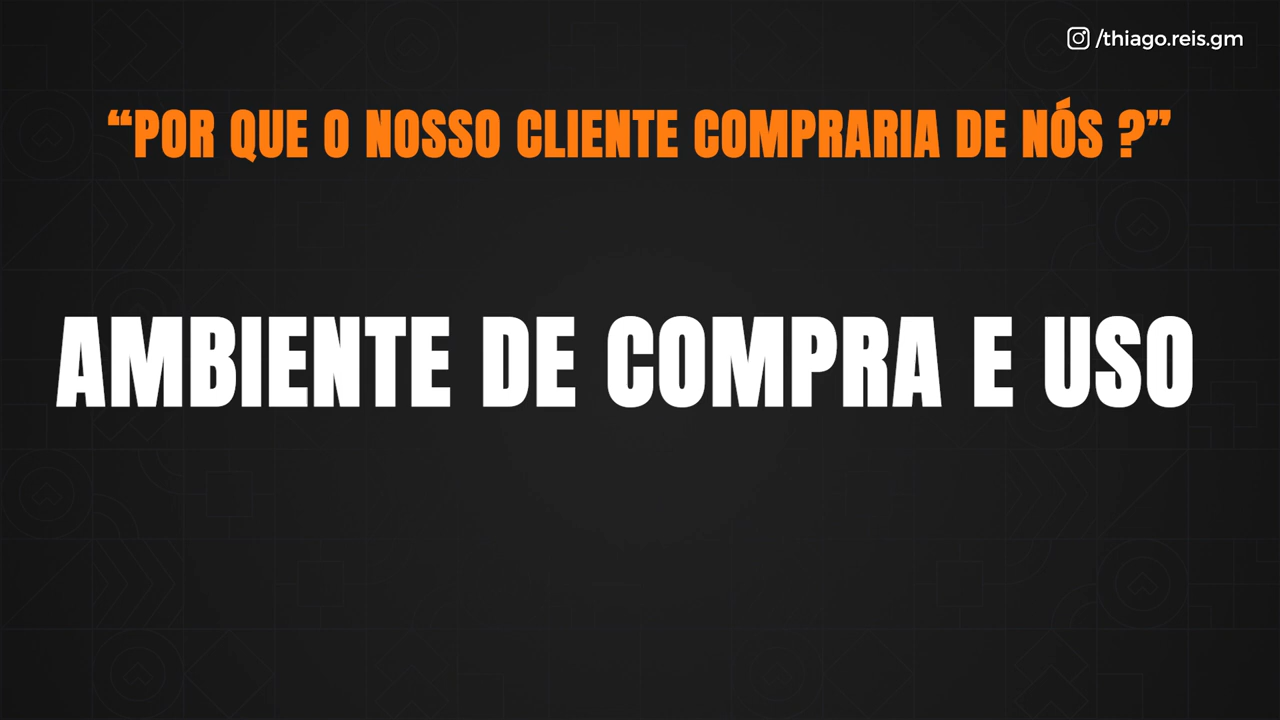 /thiago.reis.gm
“POR QUE O NOSSO CLIENTE COMPRARIA DE NÓS ?”
AMBIENTE DE COMPRA E USO